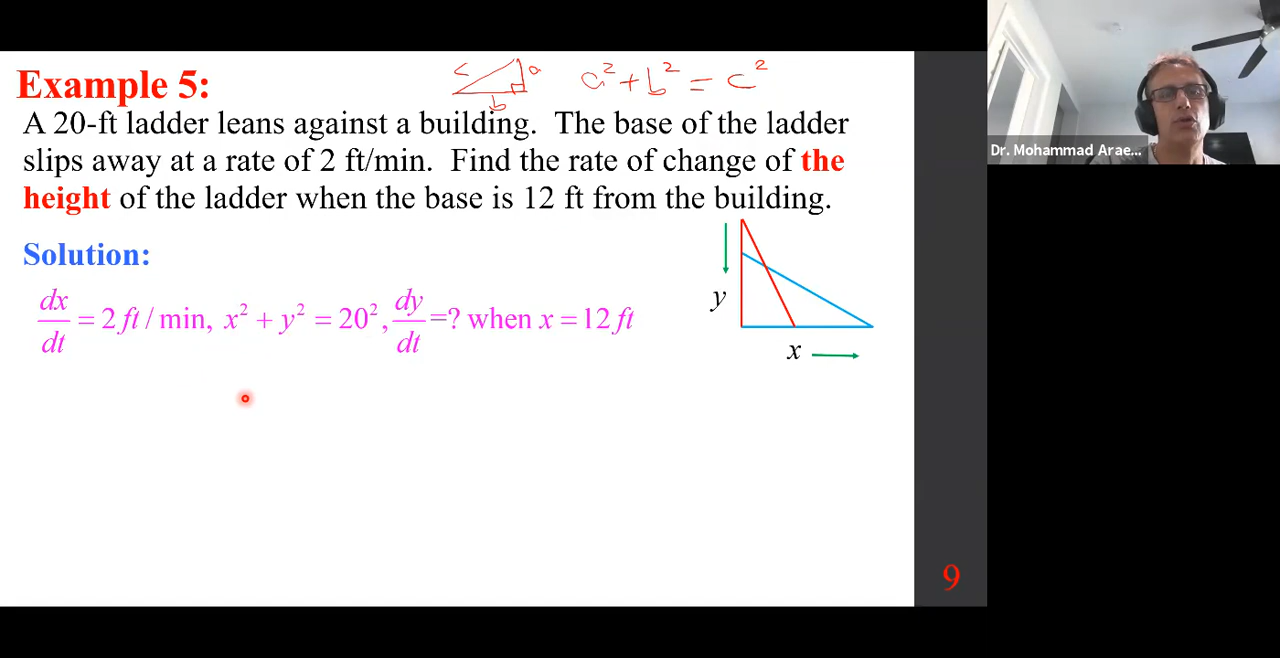 Example 5:
c a b a² + b² = c²
A 20-ft ladder leans against a building. The base of the ladder
slips away at a rate of 2 ft/min. Find the rate of change of the
height of the ladder when the base is 12 ft from the building.
Solution:
dx/dt = 2 ft / min, x² + y² = 20², dy/dt =? when x = 12 ft
y
x
9
Dr. Mohammad Arae...